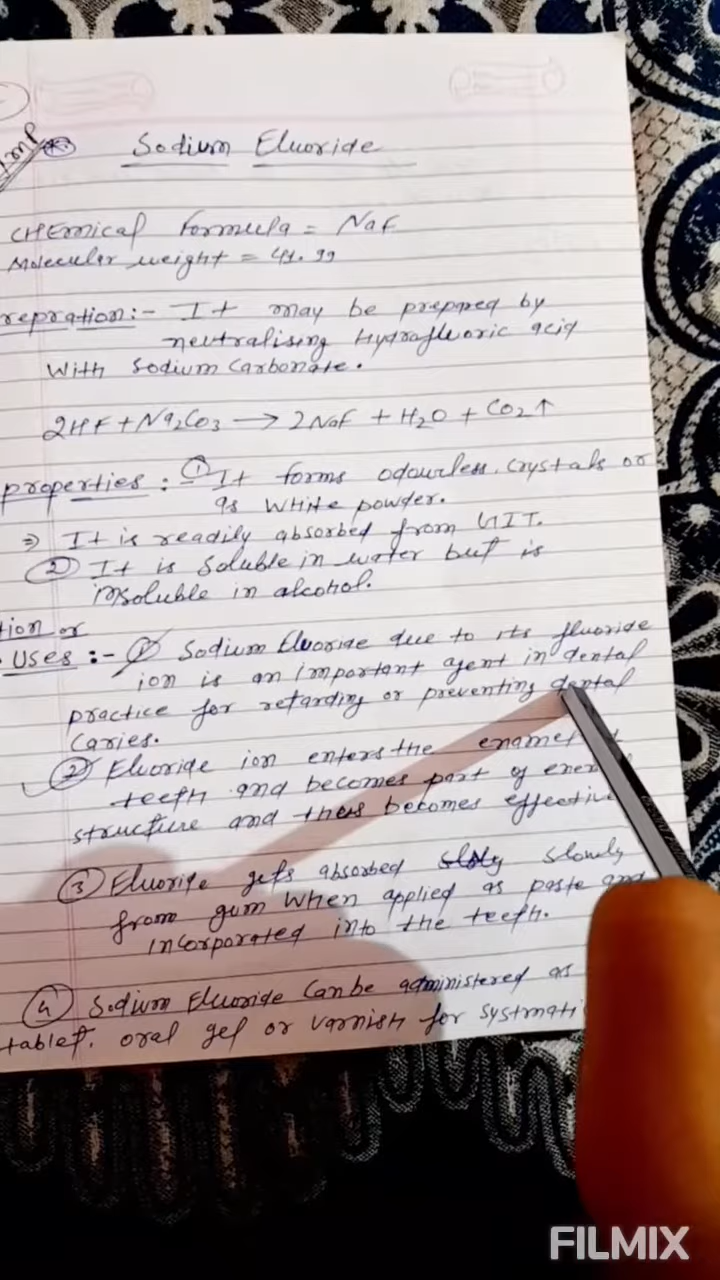 Imp
Sodium Fluoride
CHEmical formula = NaF
Molecular weight = 41.99
repration:- It may be prepaed by
neutralising Hydrofluoric acid
With Sodium Carbonate.
2HF + Na2CO3 → 2NaF + H2O + CO2↑
properties: ① It forms odourless crystals or
as white powder.
⇒ It is readily absorbed from GIT.
② It is soluble in water but is
insoluble in alcohol.
tion or
Uses:- ① Sodium Fluoride due to its fluoride
ion is an important agent in dental
practice for retarding or preventing dental
caries.
② Fluoride ion enters the enamel
teeth and becomes part of
structure and thus becomes effective
③ Fluoride gets absorbed slowly
from gum when applied as paste and
incorporated into the teeth.
④ Sodium Fluoride can be administered as
tablet. oral gel or varnish for systmati
FILMIX